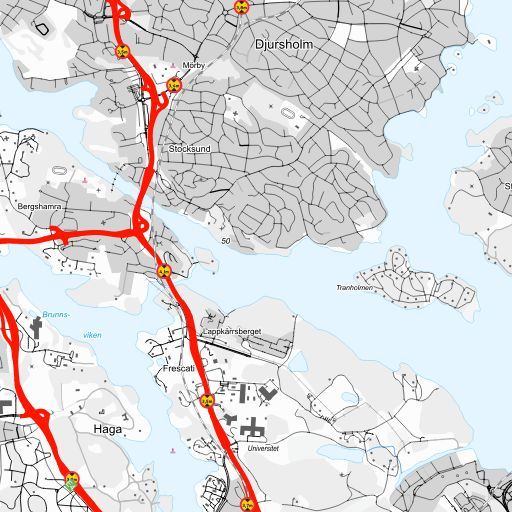 Djursholm
Mörby
Stocksund
Bergshamra
50
Tranholmen
Brunns-
viken
Lappkärrsberget
Frescati
Haga
Universitet